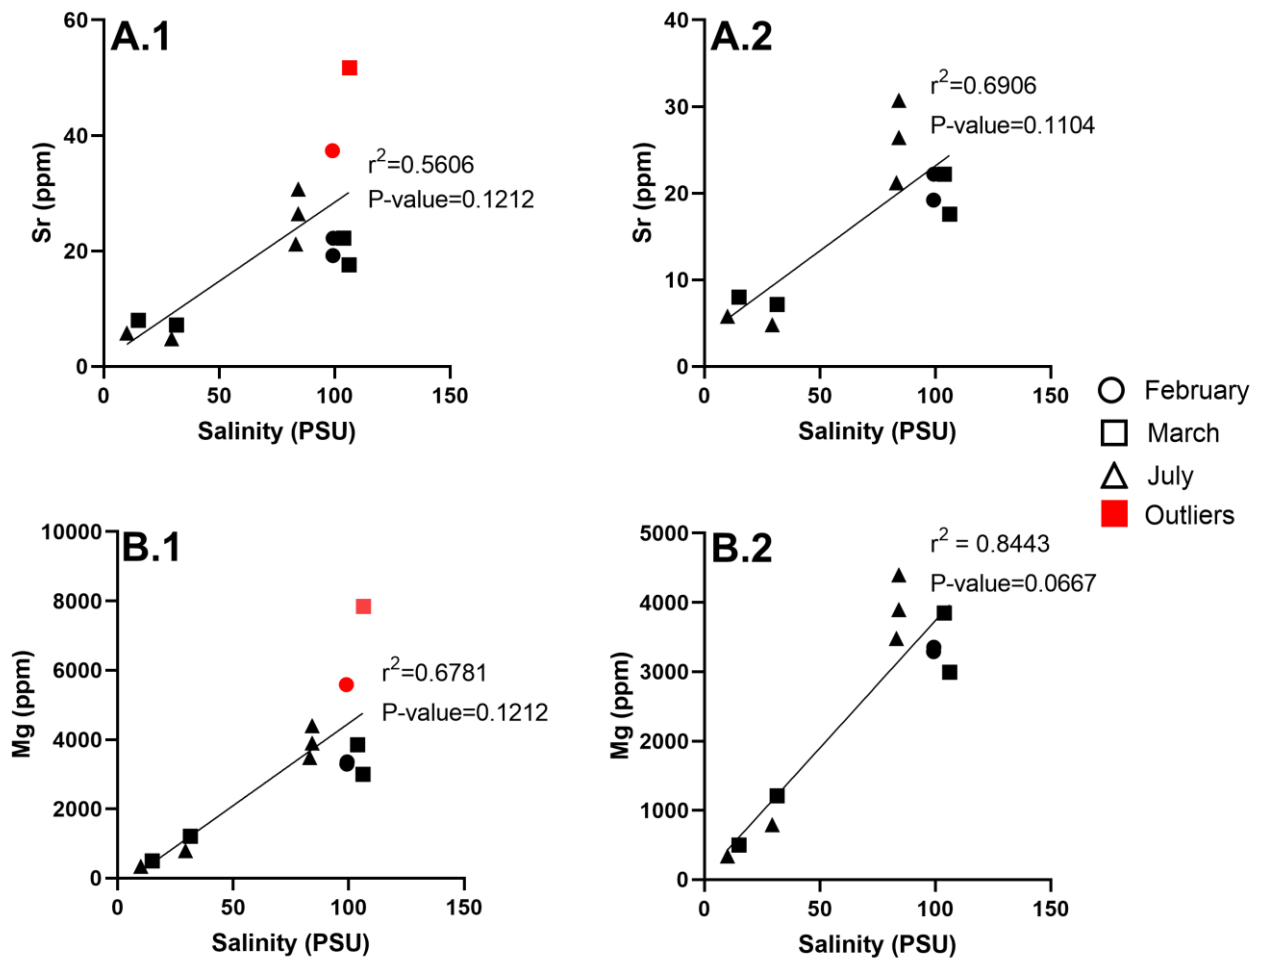 A.1
60
40
20
0
Sr (ppm)
r²=0.5606
P-value=0.1212
0 50 100 150
Salinity (PSU)
A.2
40
30
20
10
0
Sr (ppm)
r²=0.6906
P-value=0.1104
0 50 100 150
Salinity (PSU)
February
March
July
Outliers
B.1
10000
8000
6000
4000
2000
0
Mg (ppm)
r²=0.6781
P-value=0.1212
0 50 100 150
Salinity (PSU)
B.2
5000
4000
3000
2000
1000
0
Mg (ppm)
r² = 0.8443
P-value=0.0667
0 50 100 150
Salinity (PSU)